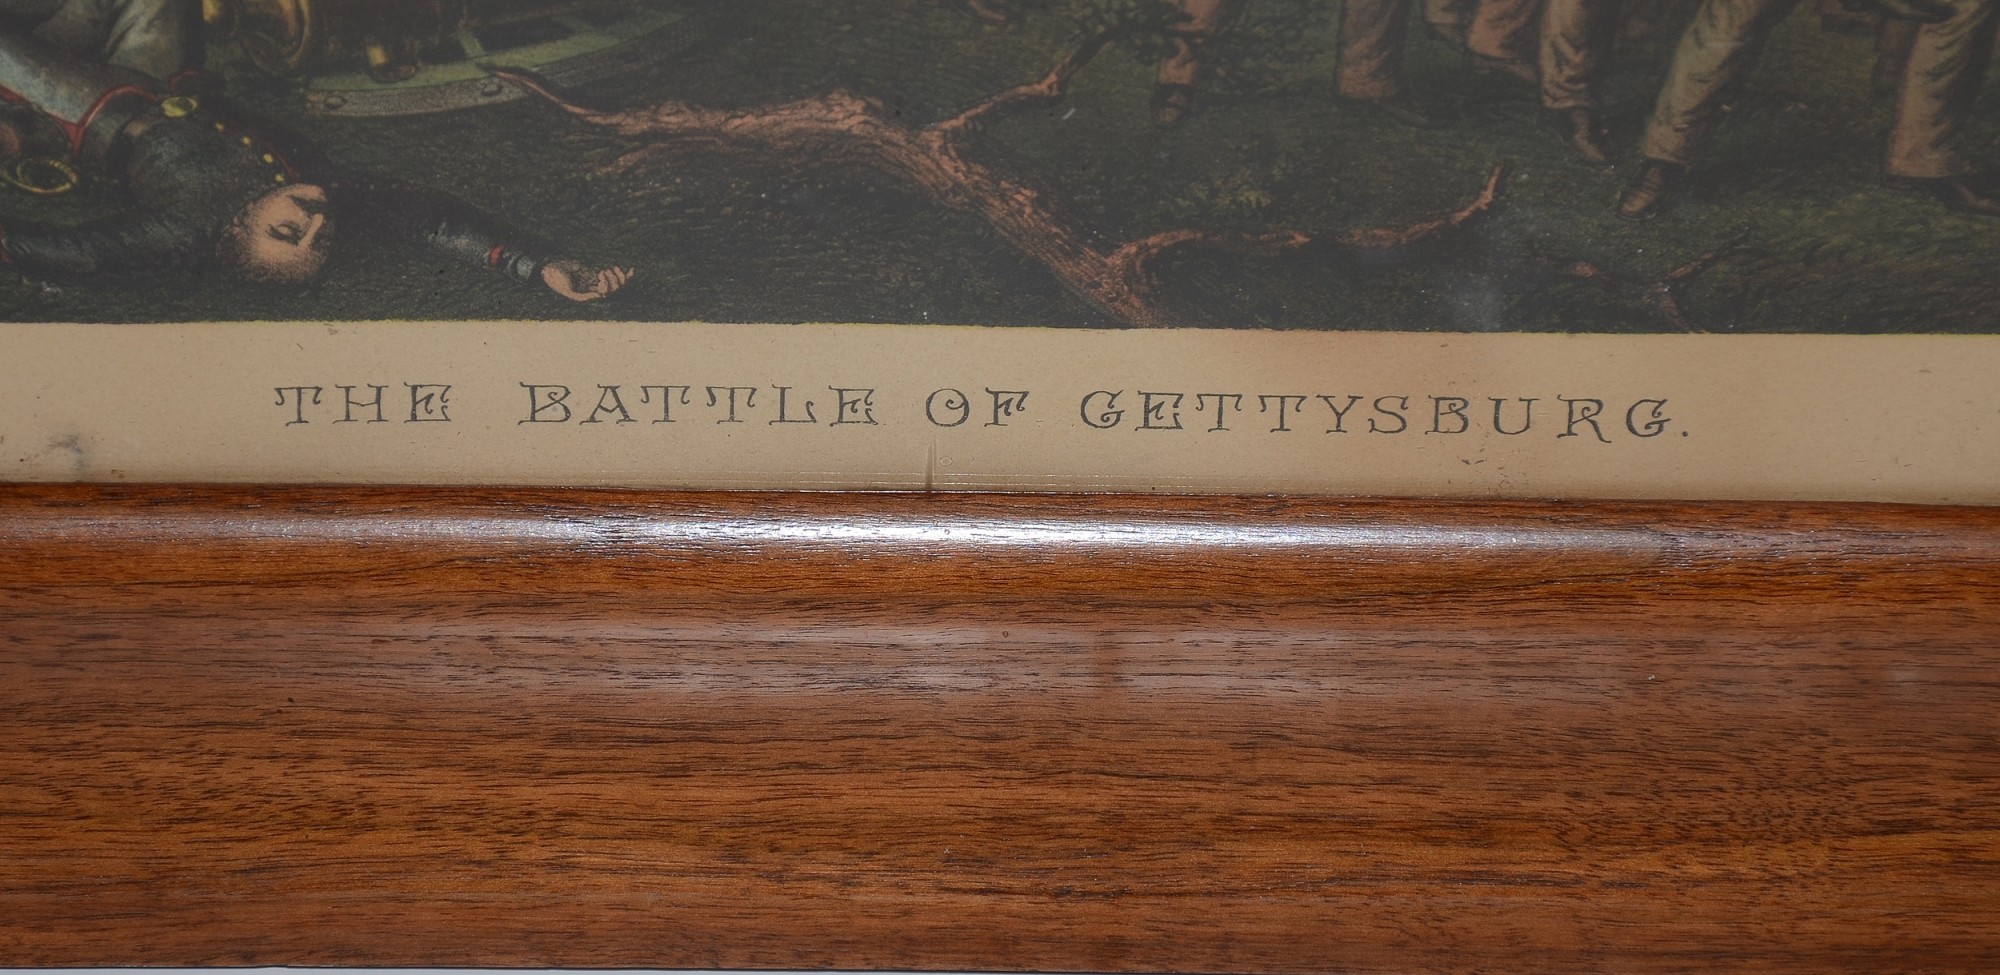 THE BATTLE OF GETTYSBURG.